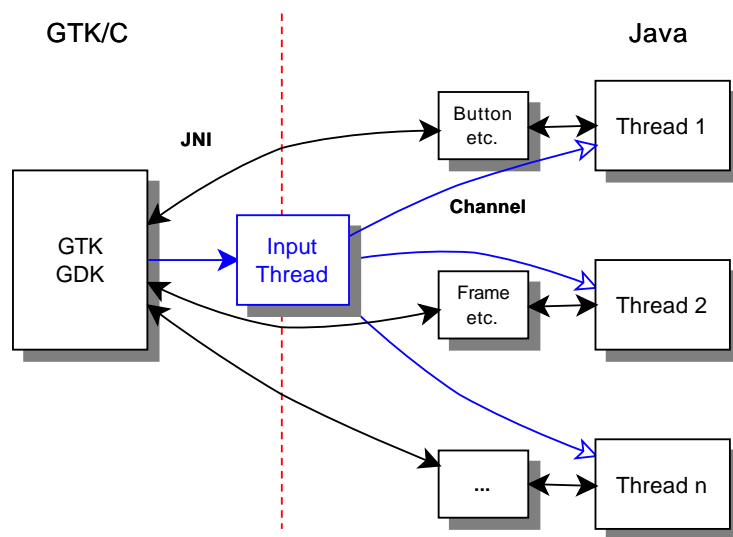 GTK/C
Java
JNI
Button
etc.
Thread 1
Channel
GTK
GDK
Input
Thread
Frame
etc.
Thread 2
...
Thread n